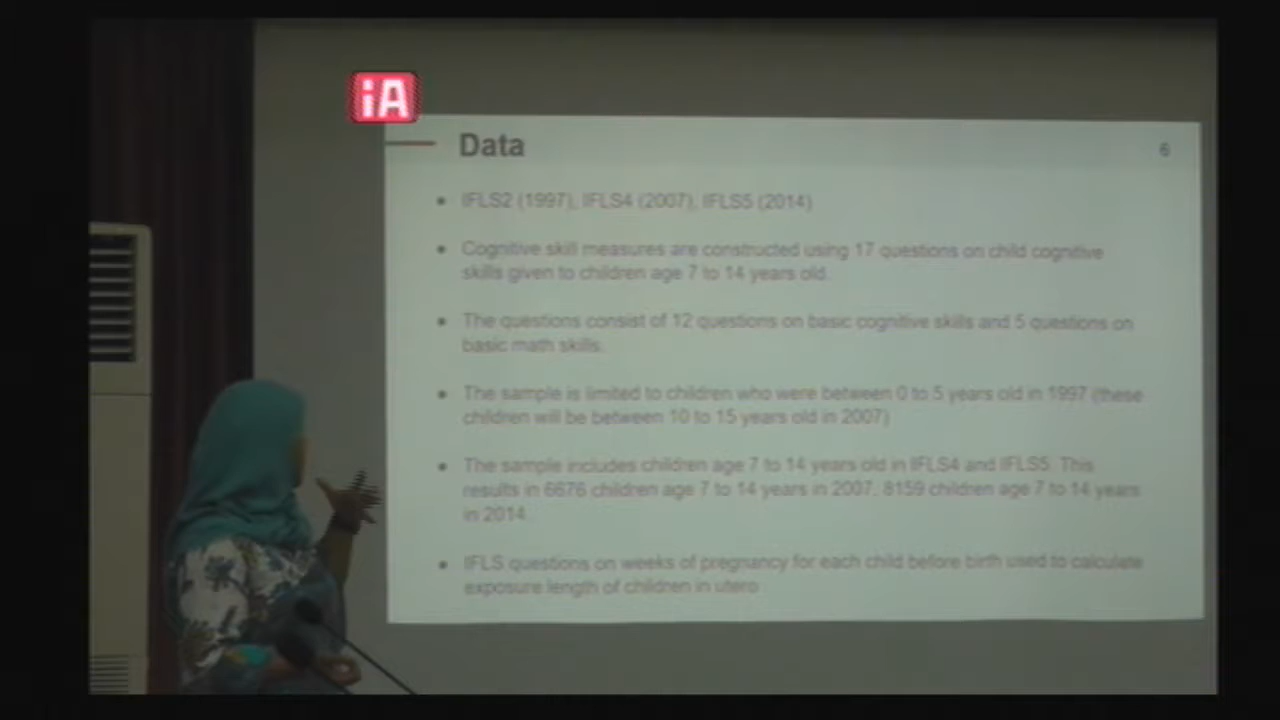 iA
Data
6
IFLS2 (1997), IFLS4 (2007), IFLS5 (2014)
Cognitive skill measures are constructed using 17 questions on child cognitive
skills given to children age 7 to 14 years old.
The questions consist of 12 questions on basic cognitive skills and 5 questions on
basic math skills.
The sample is limited to children who were between 0 to 5 years old in 1997 (these
children will be between 10 to 15 years old in 2007)
The sample includes children age 7 to 14 years old in IFLS4 and IFLS5. This
results in 6676 children age 7 to 14 years in 2007, 8159 children age 7 to 14 years
in 2014.
IFLS questions on weeks of pregnancy for each child before birth used to calculate
exposure length of children in utero